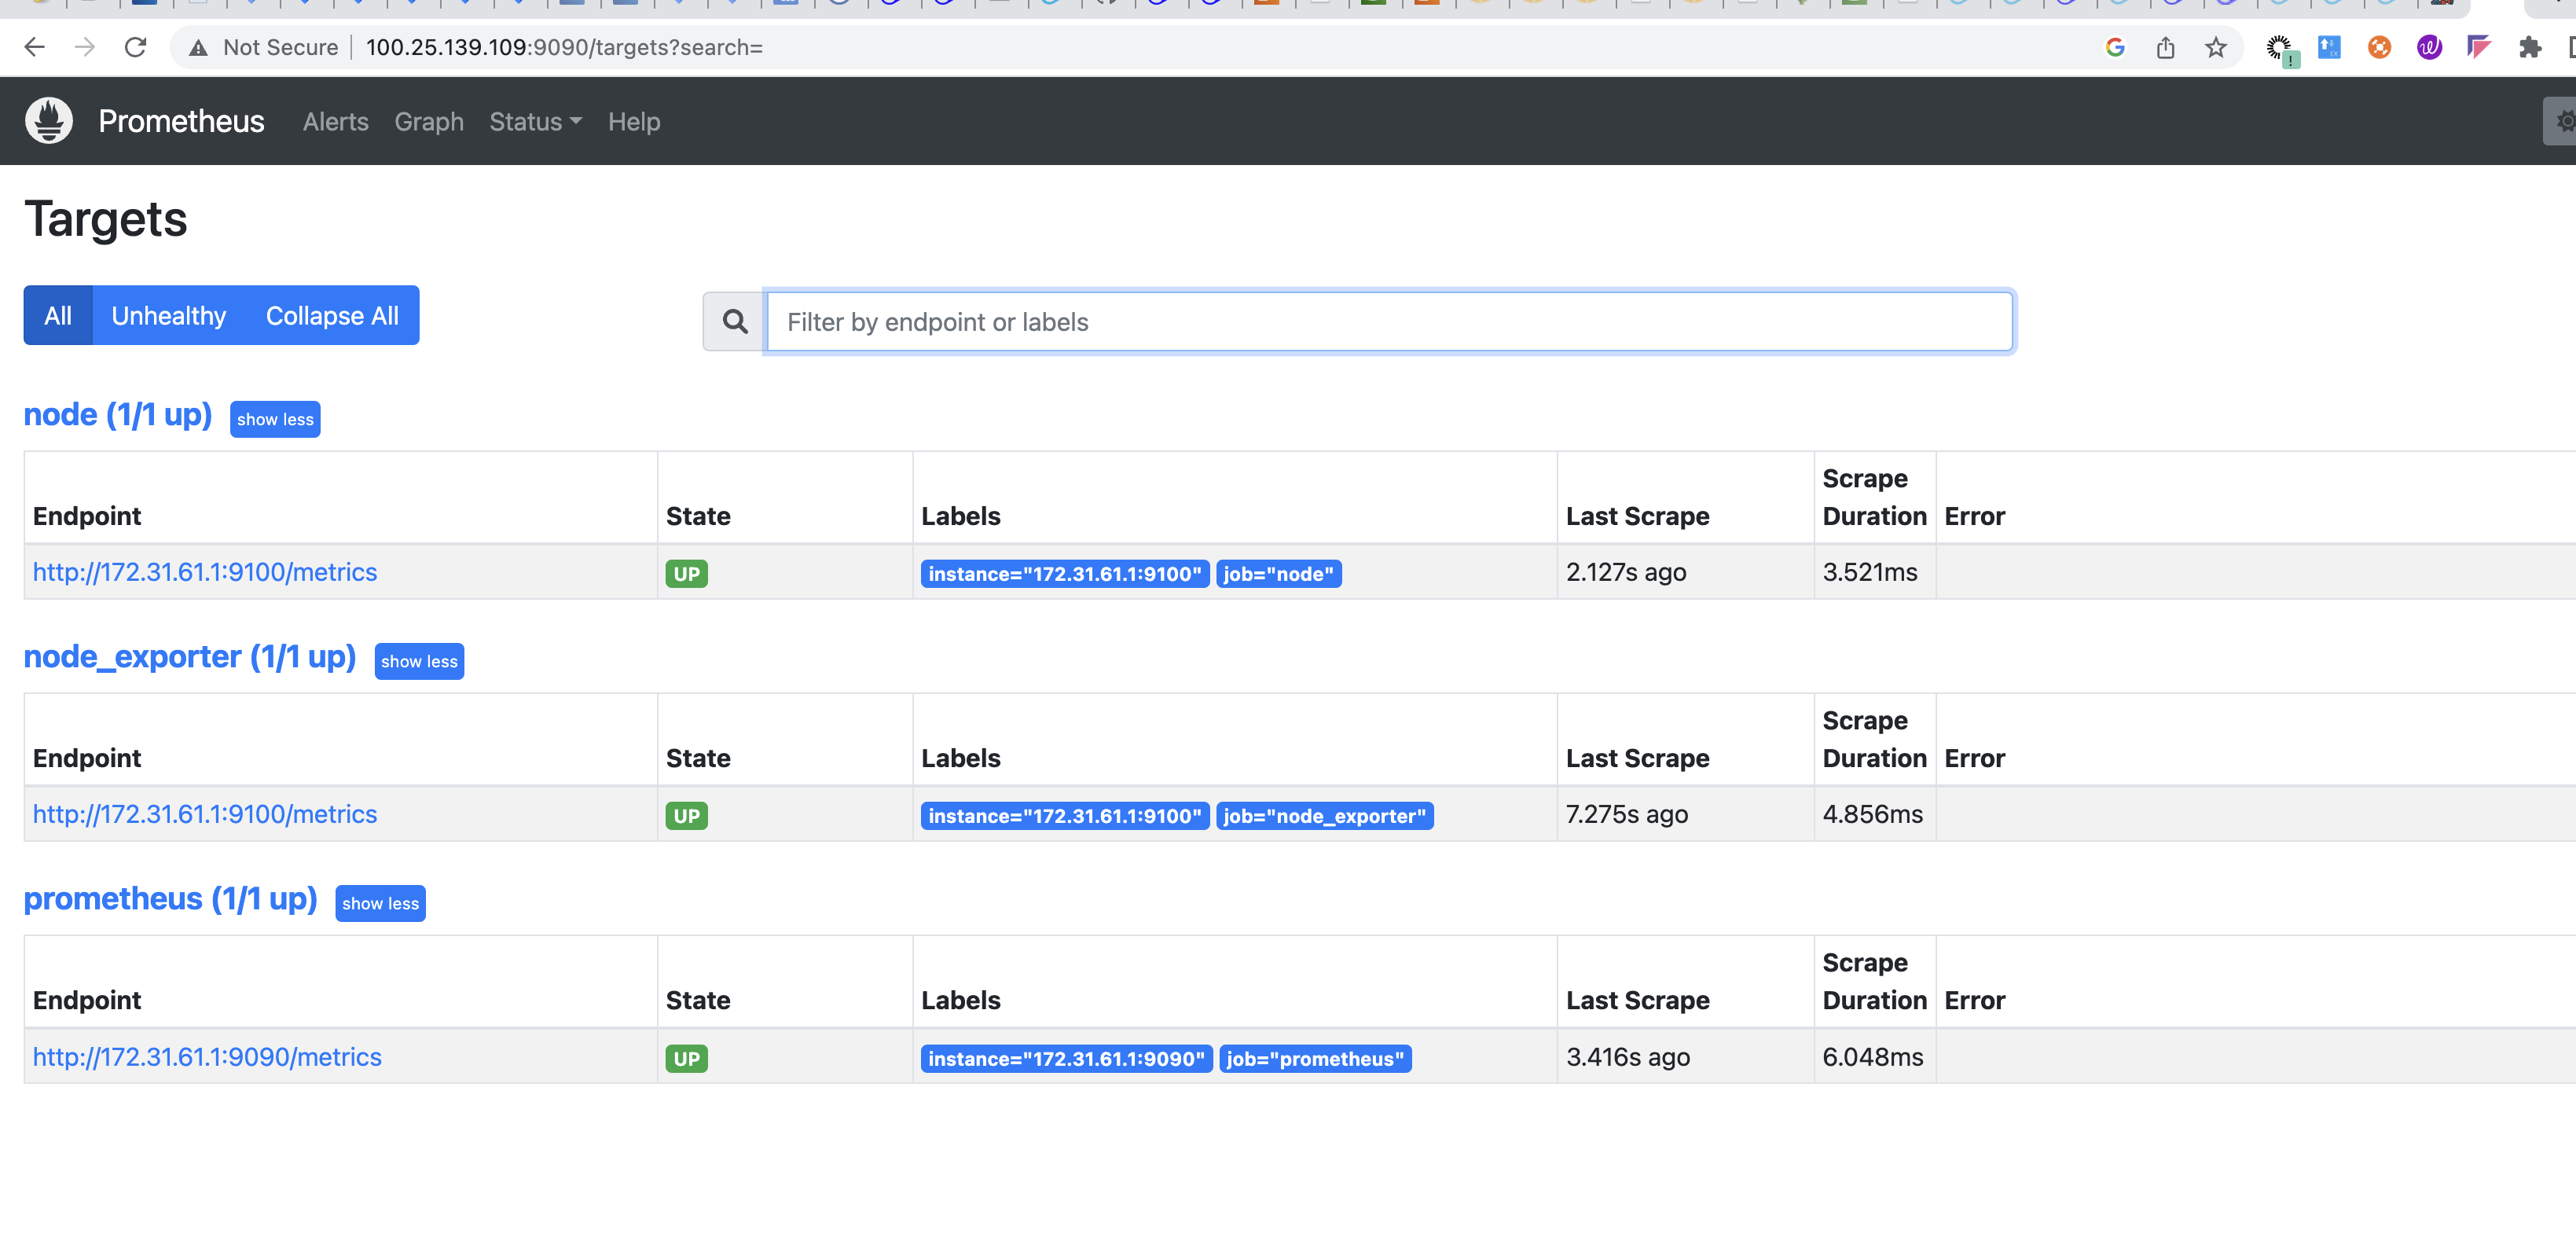 Not Secure 100.25.139.109:9090/targets?search=
Prometheus Alerts Graph Status Help
Targets
All Unhealthy Collapse All Filter by endpoint or labels
node (1/1 up) show less
Endpoint State Labels Last Scrape Scrape Duration Error
http://172.31.61.1:9100/metrics UP instance="172.31.61.1:9100" job="node" 2.127s ago 3.521ms
node_exporter (1/1 up) show less
Endpoint State Labels Last Scrape Scrape Duration Error
http://172.31.61.1:9100/metrics UP instance="172.31.61.1:9100" job="node_exporter" 7.275s ago 4.856ms
prometheus (1/1 up) show less
Endpoint State Labels Last Scrape Scrape Duration Error
http://172.31.61.1:9090/metrics UP instance="172.31.61.1:9090" job="prometheus" 3.416s ago 6.048ms